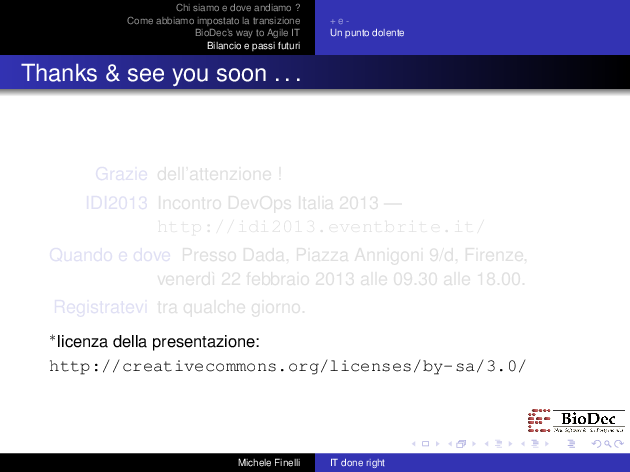 Chi siamo e dove andiamo ?
Come abbiamo impostato la transizione
BioDec's way to Agile IT
Bilancio e passi futuri
+ e -
Un punto dolente
Thanks & see you soon . . .
Grazie dell'attenzione !
IDI2013 Incontro DevOps Italia 2013 —
http://idi2013.eventbrite.it/
Quando e dove Presso Dada, Piazza Annigoni 9/d, Firenze,
venerdì 22 febbraio 2013 alle 09.30 alle 18.00.
Registratevi tra qualche giorno.
*licenza della presentazione:
http://creativecommons.org/licenses/by-sa/3.0/
BioDec
Michele Finelli
IT done right